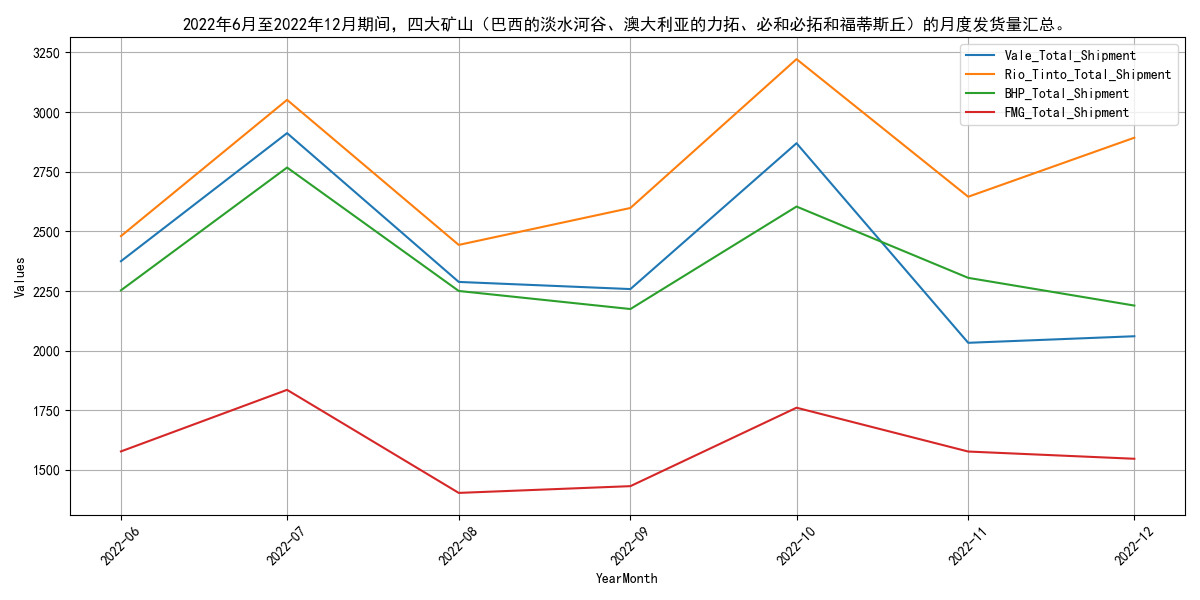 2022年6月至2022年12月期间，四大矿山（巴西的淡水河谷、澳大利亚的力拓、必和必拓和福蒂斯丘）的月度发货量汇总。
Vale_Total_Shipment
Rio_Tinto_Total_Shipment
BHP_Total_Shipment
FMG_Total_Shipment
3250
3000
2750
2500
2250
2000
1750
1500
Values
2022-06
2022-07
2022-08
2022-09
2022-10
2022-11
2022-12
YearMonth